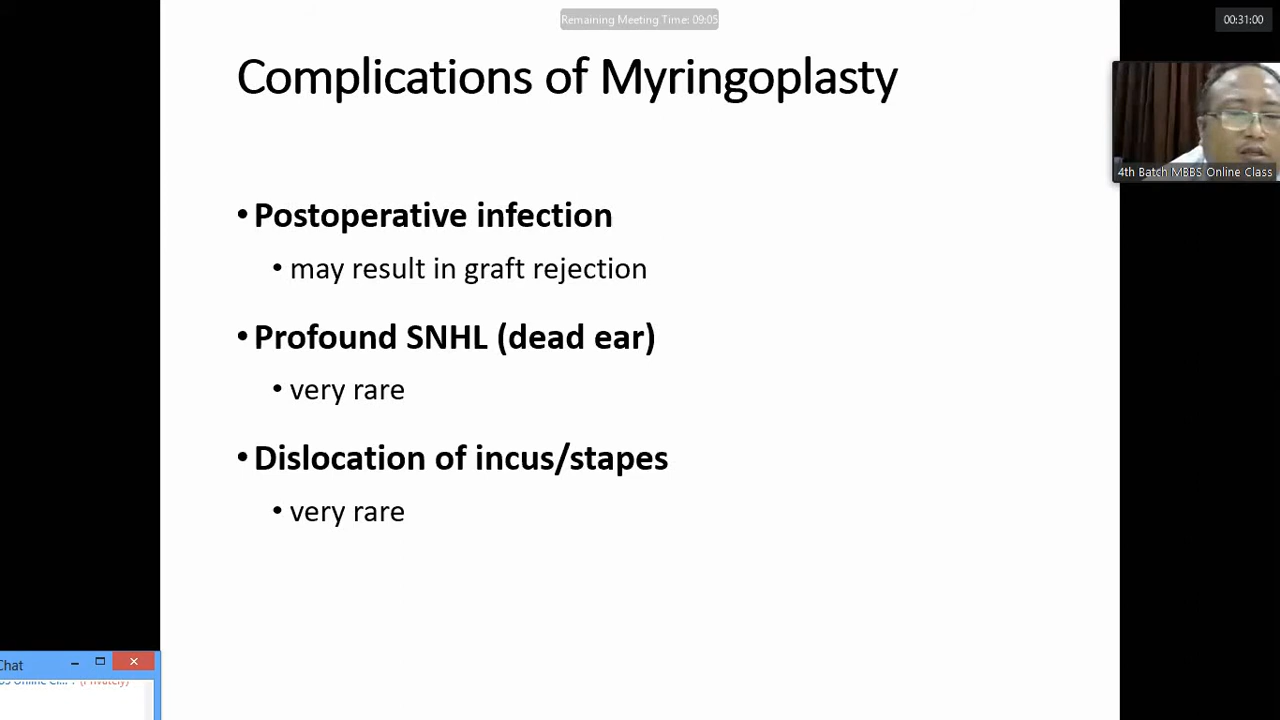 Remaining Meeting Time: 09:05
00:31:00
Complications of Myringoplasty
4th Batch MBBS Online Class
• Postoperative infection
• may result in graft rejection
• Profound SNHL (dead ear)
• very rare
• Dislocation of incus/stapes
• very rare
Chat
(Privately)